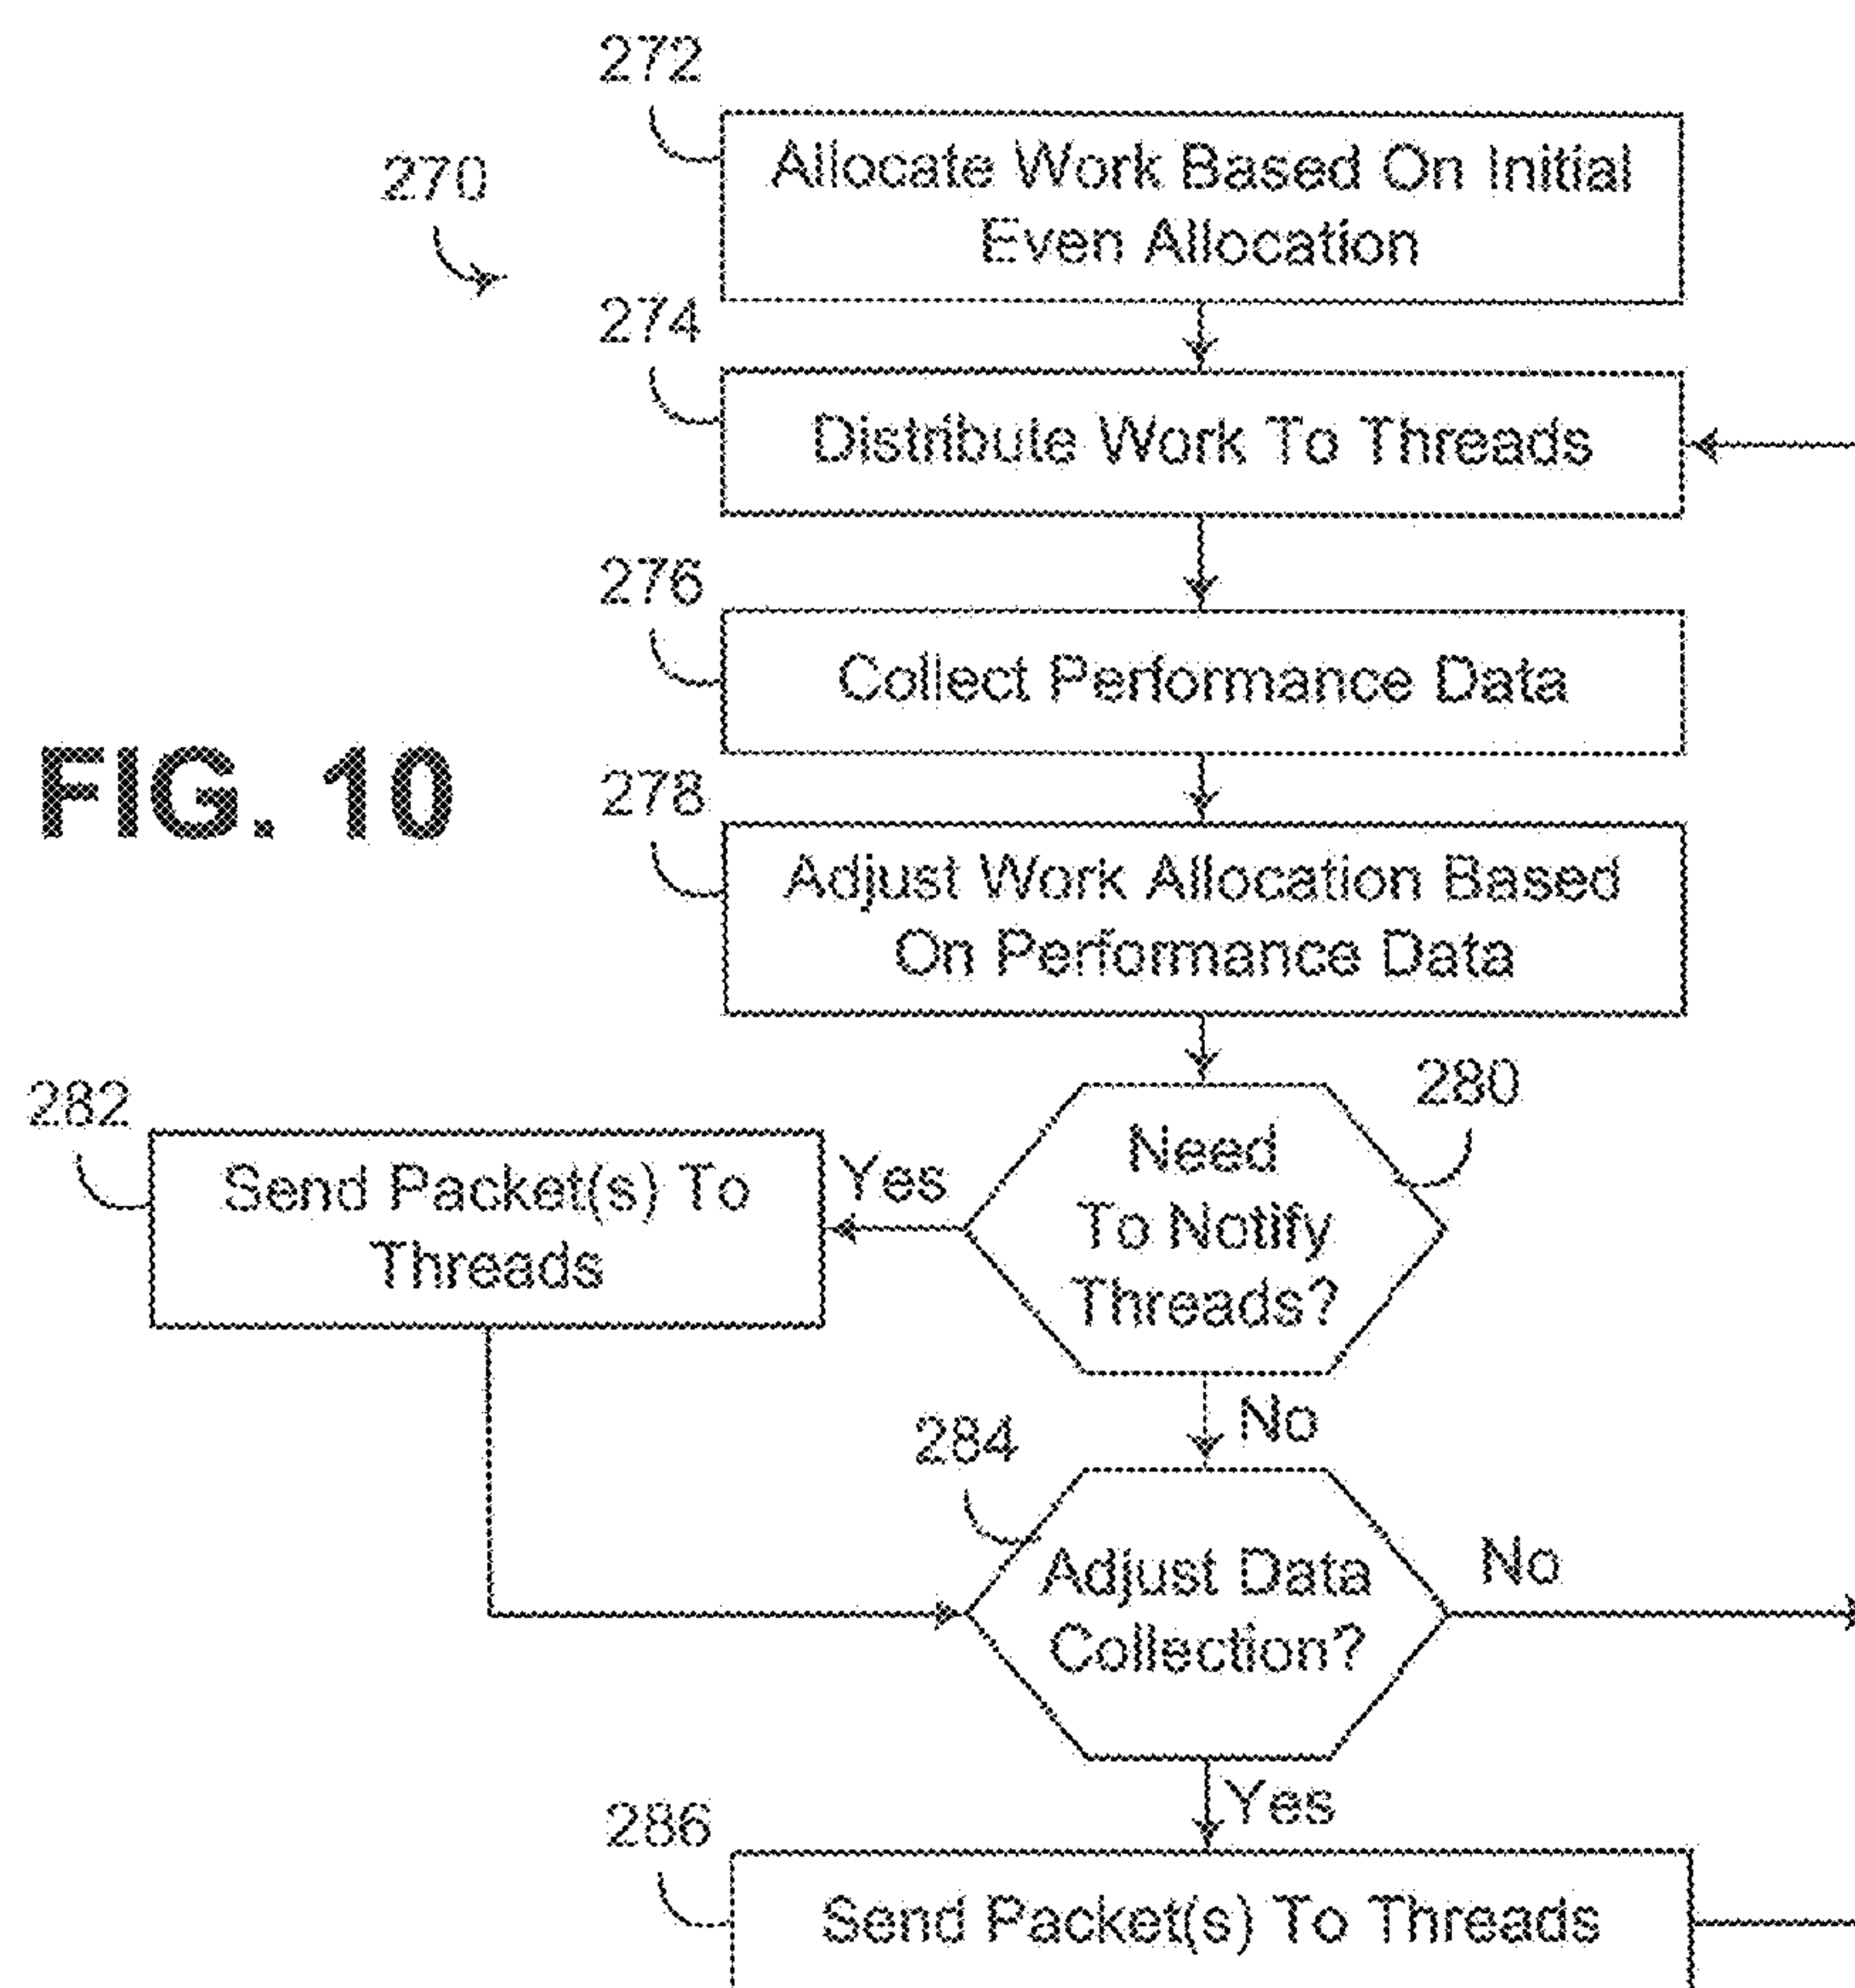 272
270
Allocate Work Based On Initial
Even Allocation
274
Distribute Work To Threads
276
Collect Performance Data
FIG. 10
278
Adjust Work Allocation Based
On Performance Data
280
Need
To Notify
Threads?
282
Send Packet(s) To
Threads
Yes
No
284
Adjust Data
Collection?
No
Yes
286
Send Packet(s) To Threads